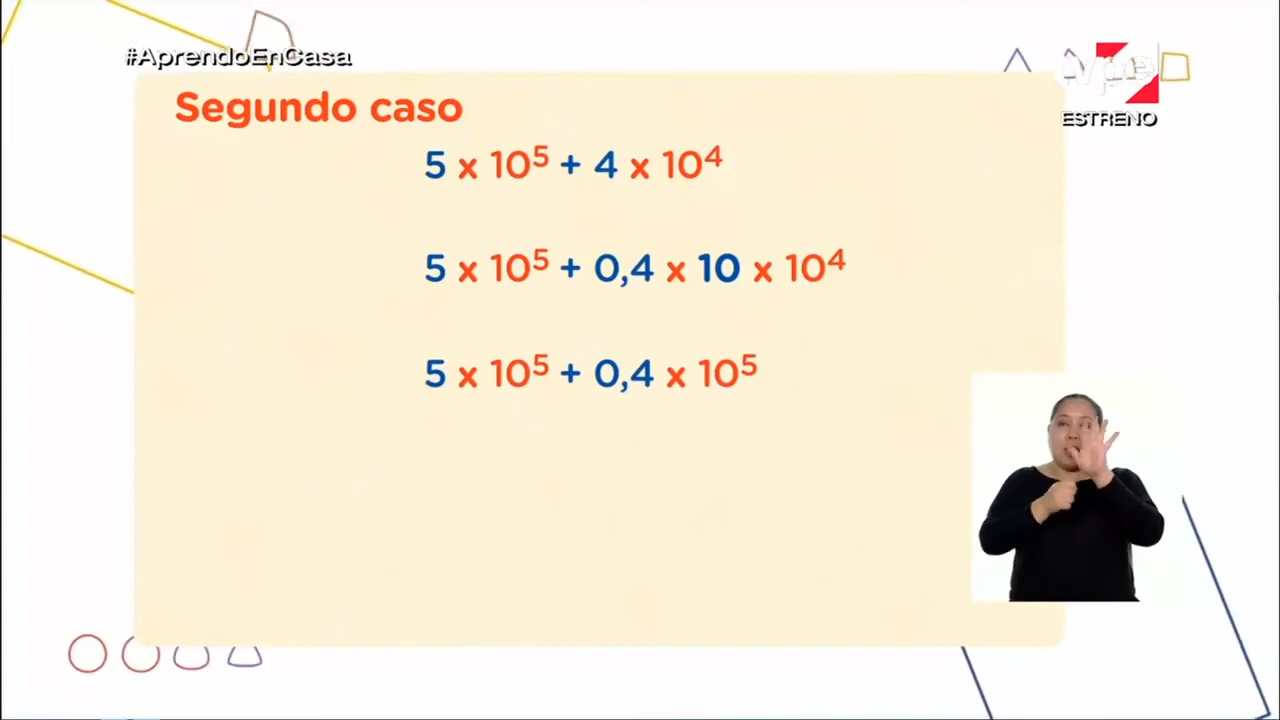 #AprendoEnCasa
ESTRENO
Segundo caso
5 x 10⁵ + 4 x 10⁴
5 x 10⁵ + 0,4 x 10 x 10⁴
5 x 10⁵ + 0,4 x 10⁵